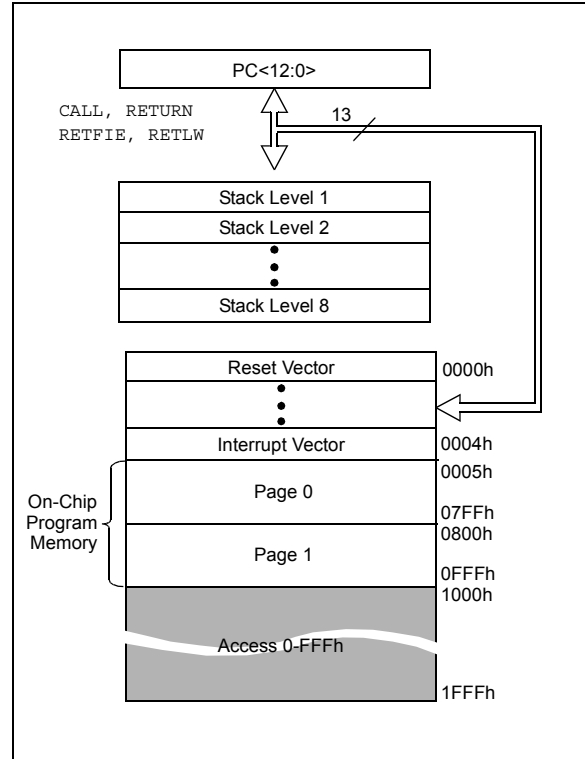 PC<12:0>
CALL, RETURN
RETFIE, RETLW
13
Stack Level 1
Stack Level 2
Stack Level 8
Reset Vector
0000h
Interrupt Vector
0004h
0005h
On-Chip
Program
Memory
Page 0
07FFh
0800h
Page 1
0FFFh
1000h
Access 0-FFFh
1FFFh